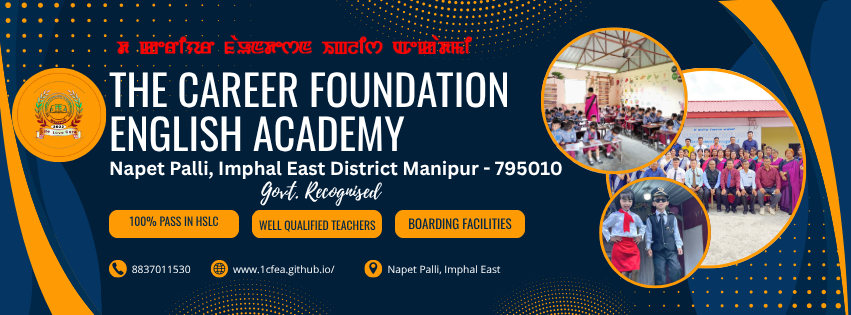 THE CAREER FOUNDATION
ENGLISH ACADEMY
Napet Palli, Imphal East District Manipur - 795010
Govt. Recognised
100% PASS IN HSLC
WELL QUALIFIED TEACHERS
BOARDING FACILITIES
8837011530
www.1cfea.github.io/
Napet Palli, Imphal East